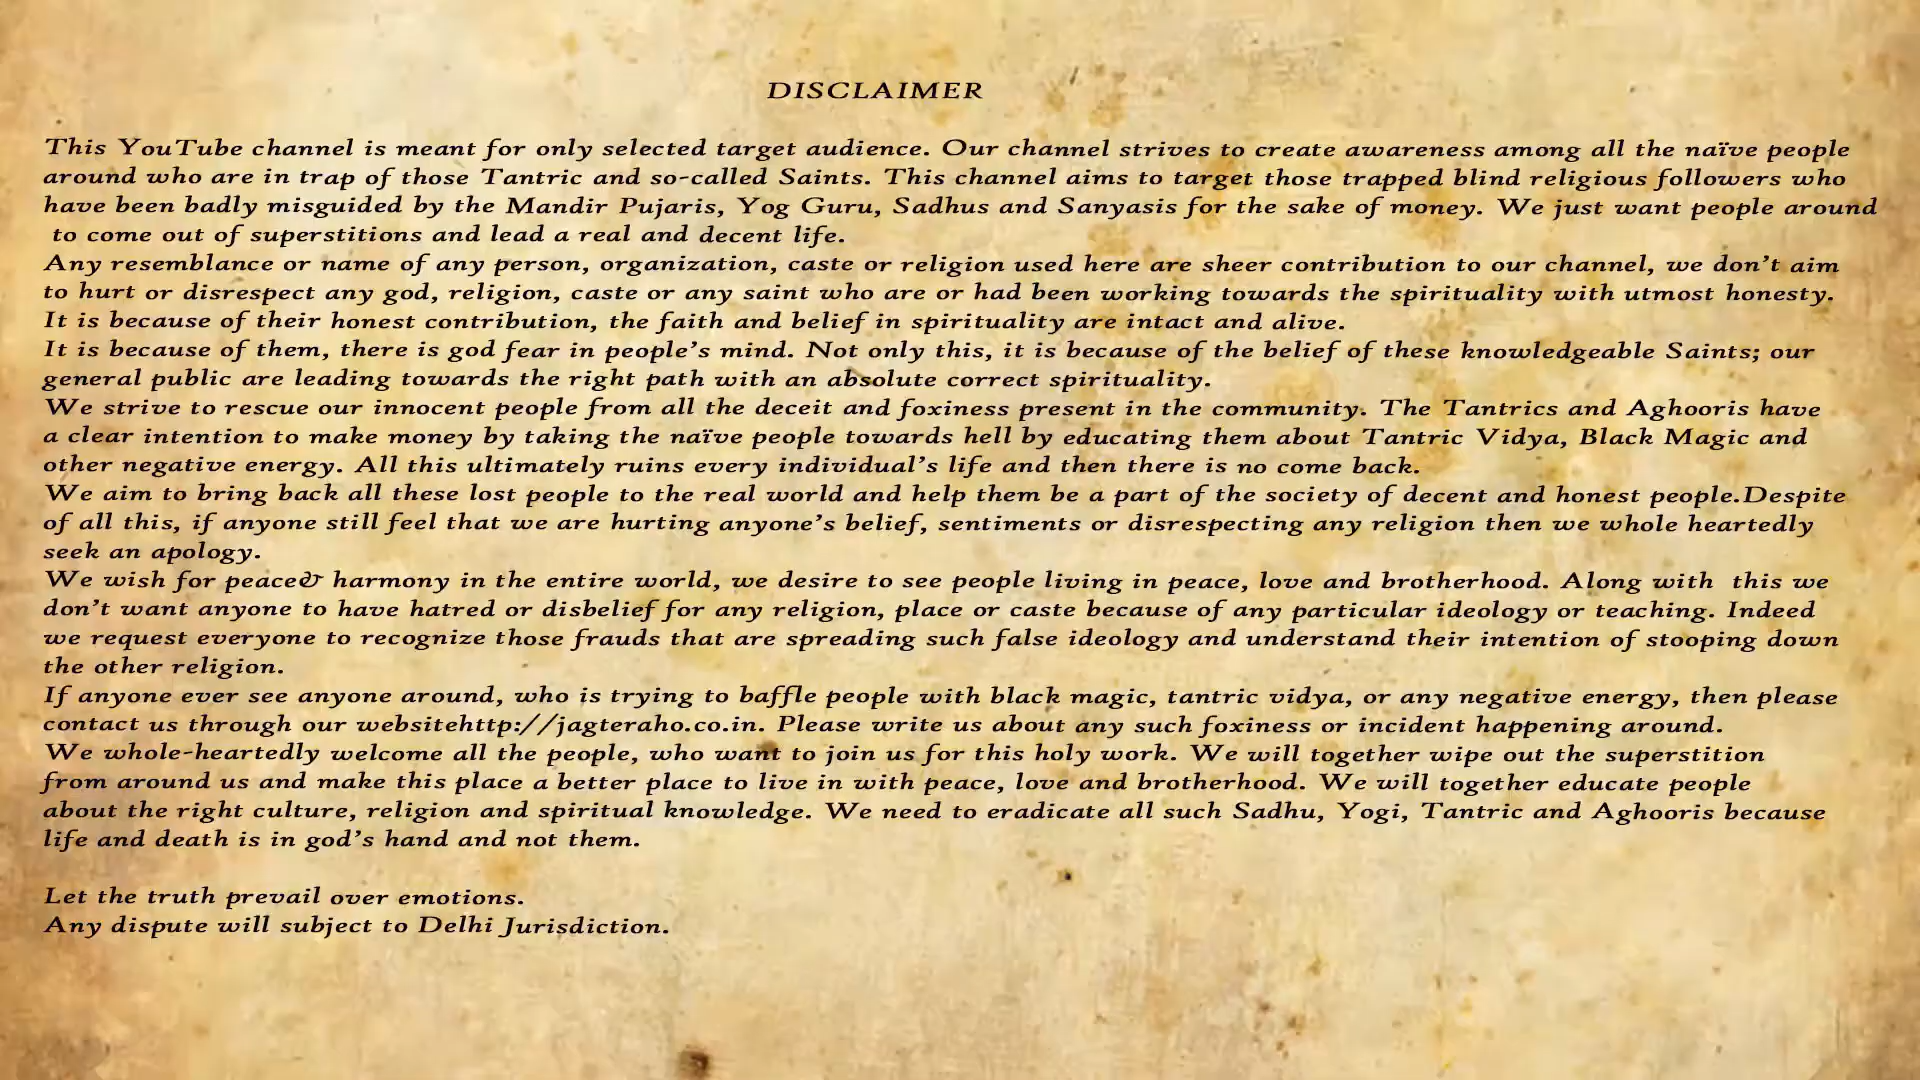 DISCLAIMER
This YouTube channel is meant for only selected target audience. Our channel strives to create awareness among all the naïve people
around who are in trap of those Tantric and so-called Saints. This channel aims to target those trapped blind religious followers who
have been badly misguided by the Mandir Pujaris, Yog Guru, Sadhus and Sanyasis for the sake of money. We just want people around
to come out of superstitions and lead a real and decent life.
Any resemblance or name of any person, organization, caste or religion used here are sheer contribution to our channel, we don't aim
to hurt or disrespect any god, religion, caste or any saint who are or had been working towards the spirituality with utmost honesty.
It is because of their honest contribution, the faith and belief in spirituality are intact and alive.
It is because of them, there is god fear in people's mind. Not only this, it is because of the belief of these knowledgeable Saints; our
general public are leading towards the right path with an absolute correct spirituality.
We strive to rescue our innocent people from all the deceit and foxiness present in the community. The Tantrics and Aghooris have
a clear intention to make money by taking the naïve people towards hell by educating them about Tantric Vidya, Black Magic and
other negative energy. All this ultimately ruins every individual's life and then there is no come back.
We aim to bring back all these lost people to the real world and help them be a part of the society of decent and honest people.Despite
of all this, if anyone still feel that we are hurting anyone's belief, sentiments or disrespecting any religion then we whole heartedly
seek an apology.
We wish for peace& harmony in the entire world, we desire to see people living in peace, love and brotherhood. Along with this we
don't want anyone to have hatred or disbelief for any religion, place or caste because of any particular ideology or teaching. Indeed
we request everyone to recognize those frauds that are spreading such false ideology and understand their intention of stooping down
the other religion.
If anyone ever see anyone around, who is trying to baffle people with black magic, tantric vidya, or any negative energy, then please
contact us through our websitehttp://jagteraho.co.in. Please write us about any such foxiness or incident happening around.
We whole-heartedly welcome all the people, who want to join us for this holy work. We will together wipe out the superstition
from around us and make this place a better place to live in with peace, love and brotherhood. We will together educate people
about the right culture, religion and spiritual knowledge. We need to eradicate all such Sadhu, Yogi, Tantric and Aghooris because
life and death is in god's hand and not them.
Let the truth prevail over emotions.
Any dispute will subject to Delhi Jurisdiction.